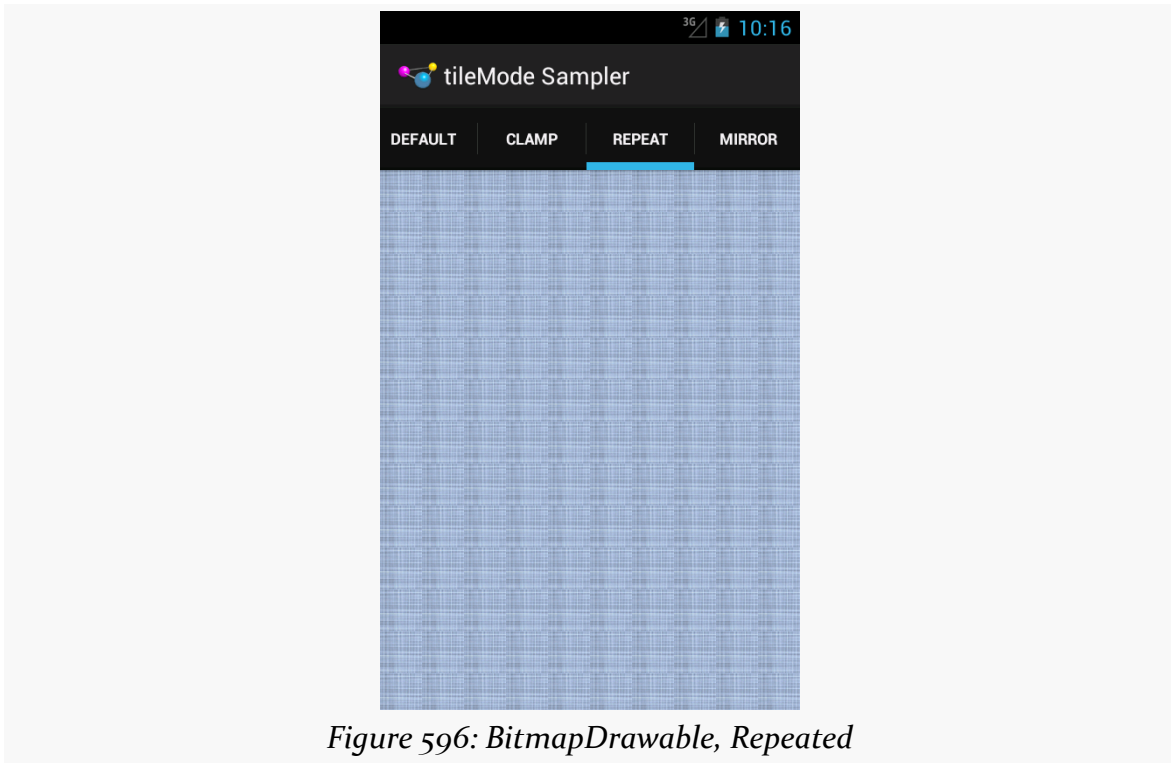 3G 10:16
tileMode Sampler
DEFAULT CLAMP REPEAT MIRROR
Figure 596: BitmapDrawable, Repeated